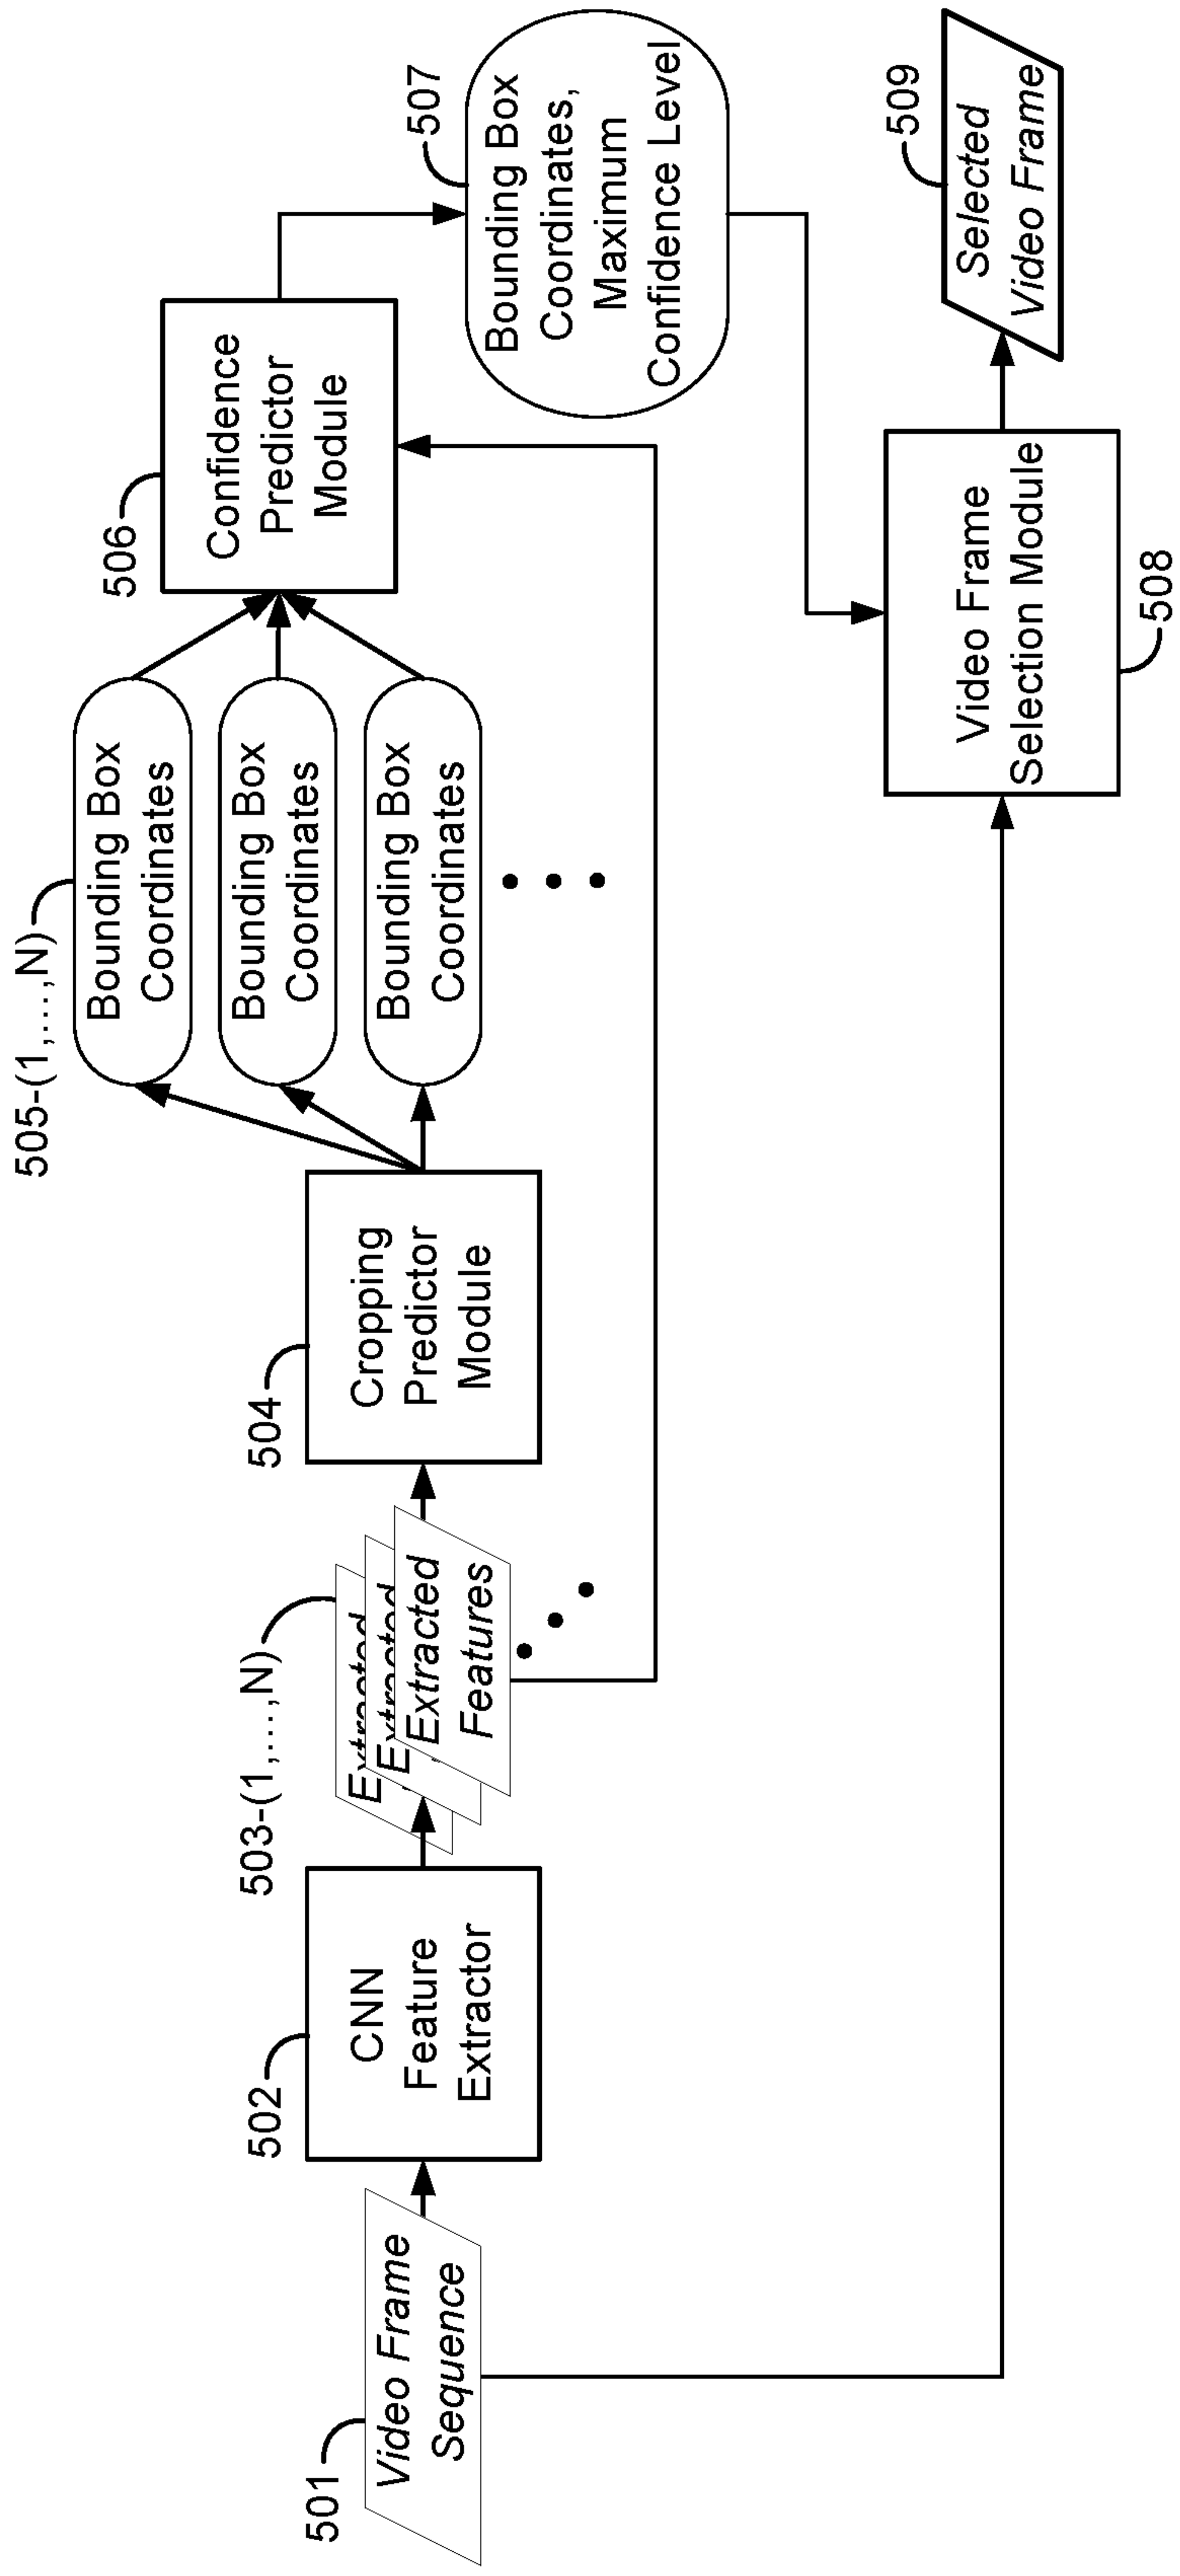 501
Video Frame
Sequence
502
CNN
Feature
Extractor
503-(1,...,N)
Extracted
Extracted
Extracted
Features
504
Cropping
Predictor
Module
505-(1,...,N)
Bounding Box
Coordinates
Bounding Box
Coordinates
Bounding Box
Coordinates
506
Confidence
Predictor
Module
507
Bounding Box
Coordinates,
Maximum
Confidence Level
Video Frame
Selection Module
508
509
Selected
Video Frame